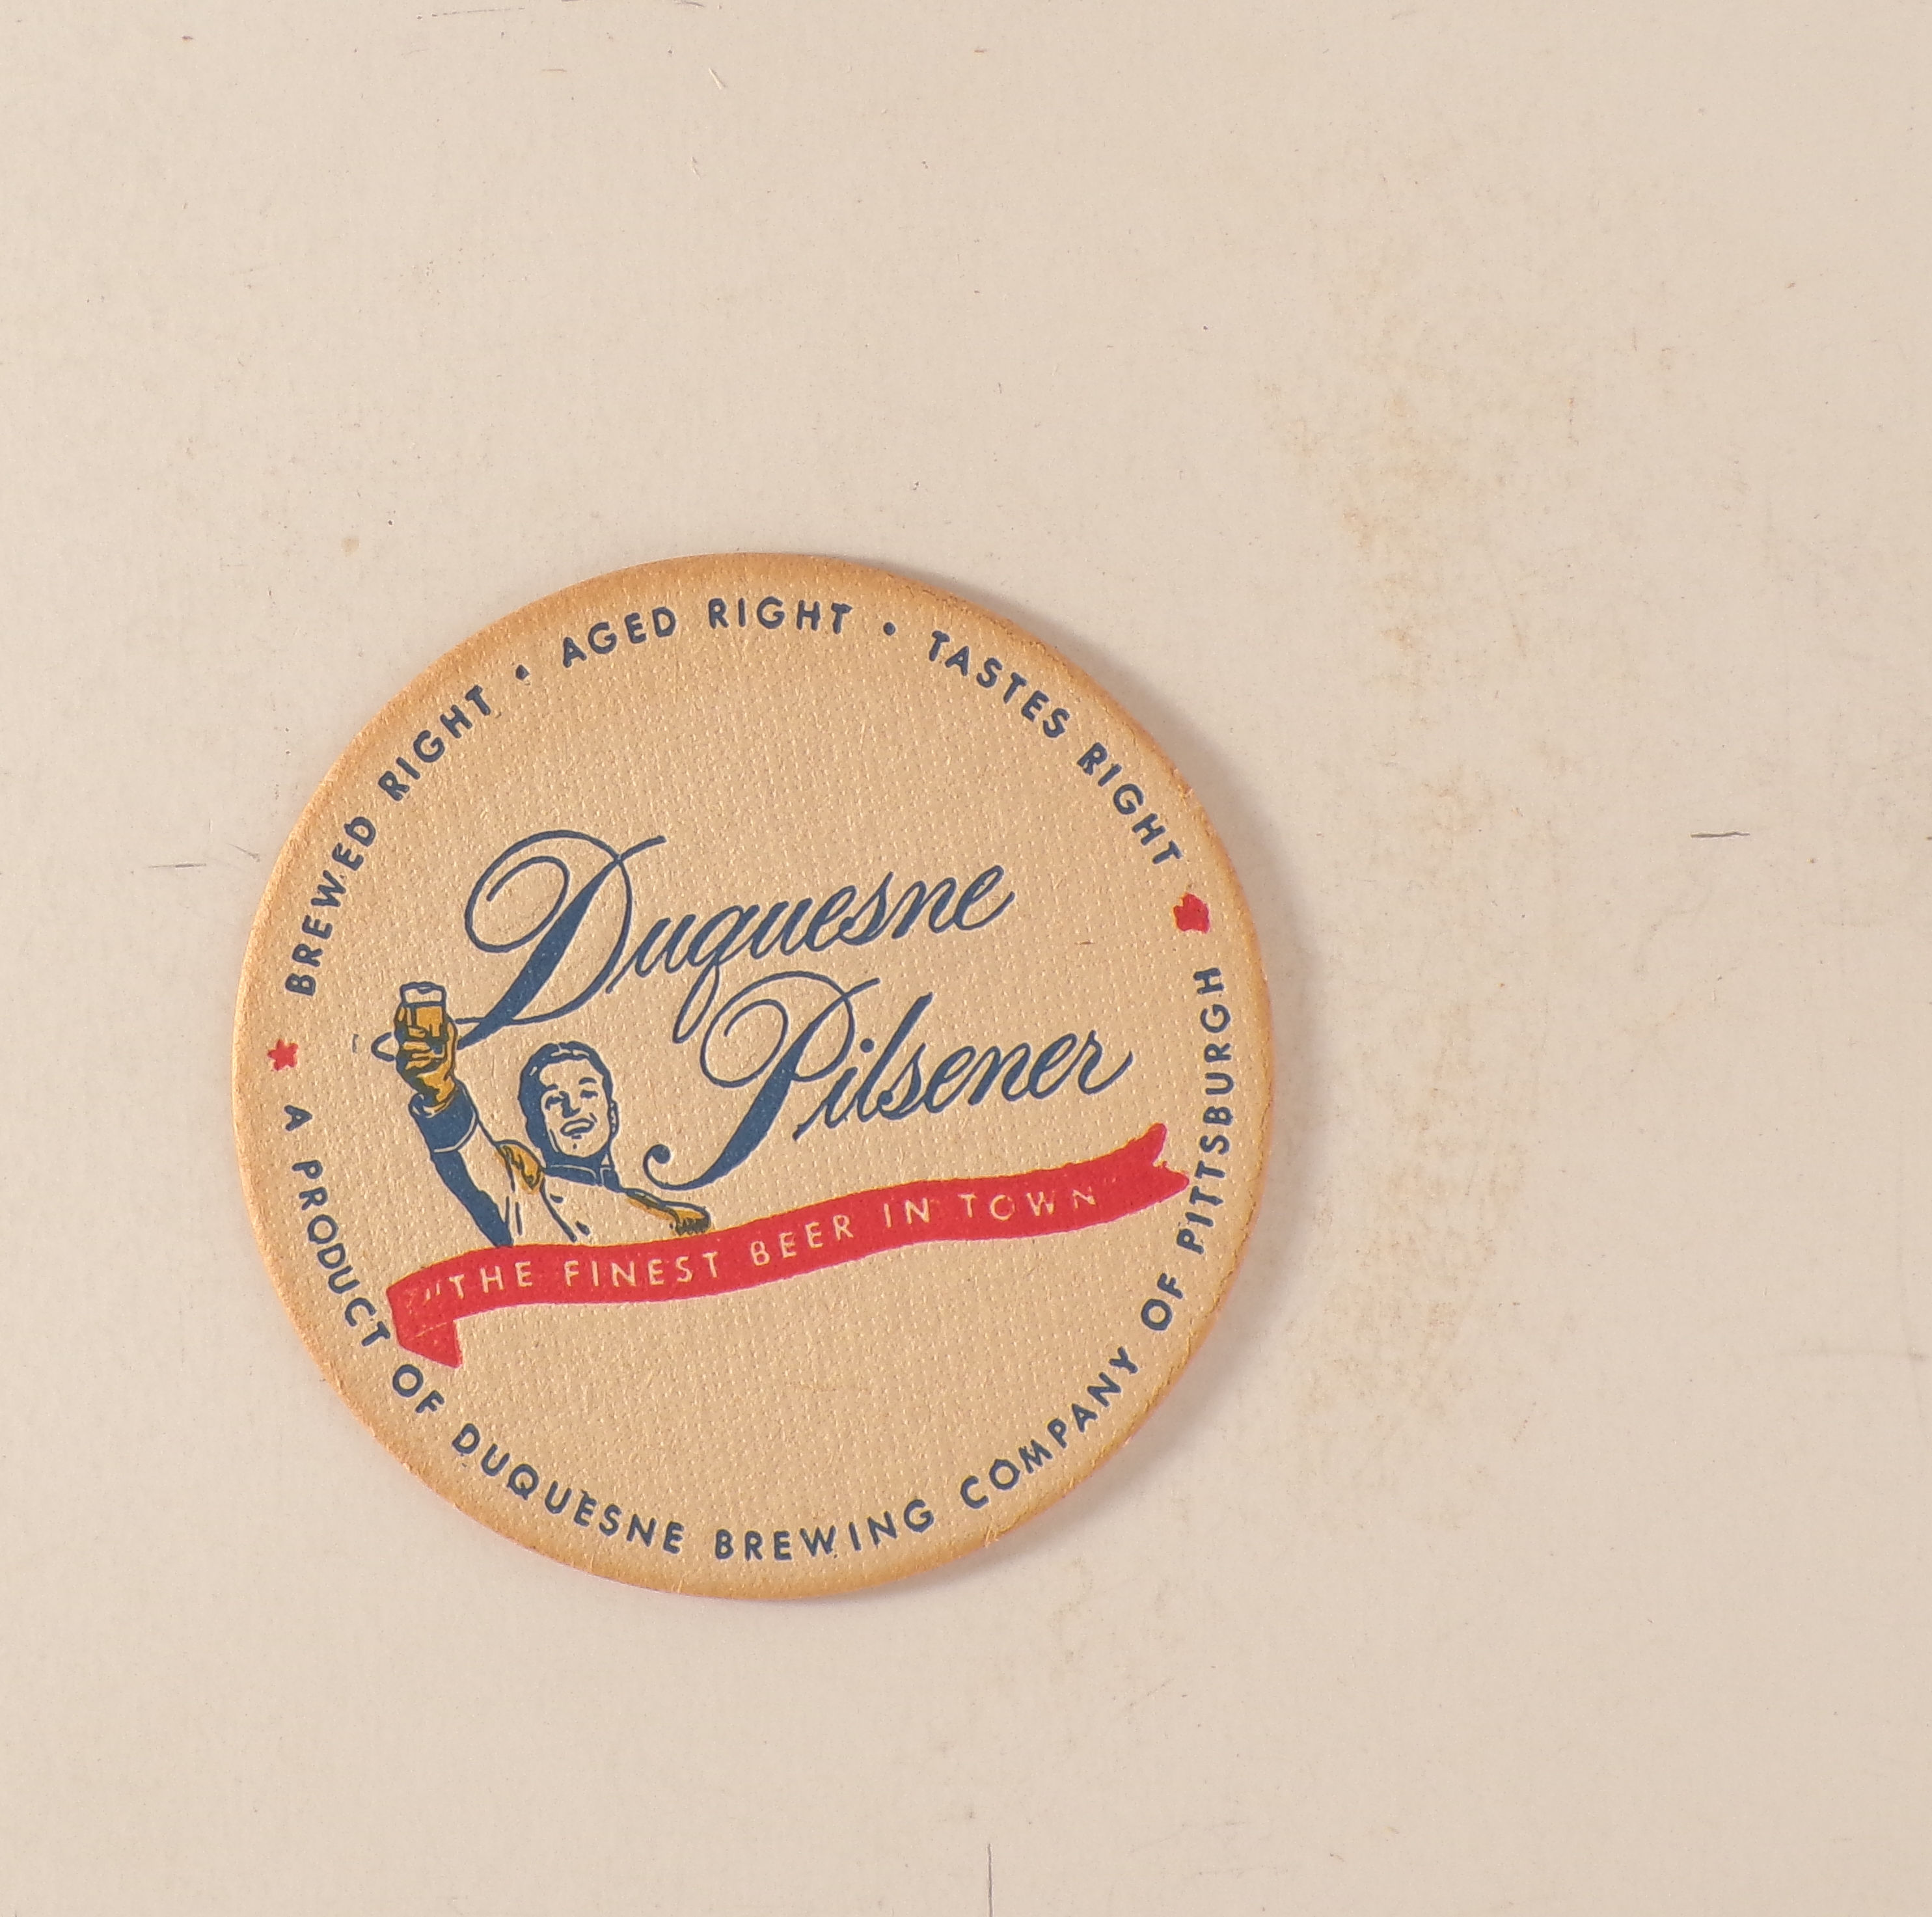 BREWED RIGHT • AGED RIGHT • TASTES RIGHT
Duquesne
Pilsener
"THE FINEST BEER IN TOWN"
A PRODUCT OF DUQUESNE BREWING COMPANY OF PITTSBURGH